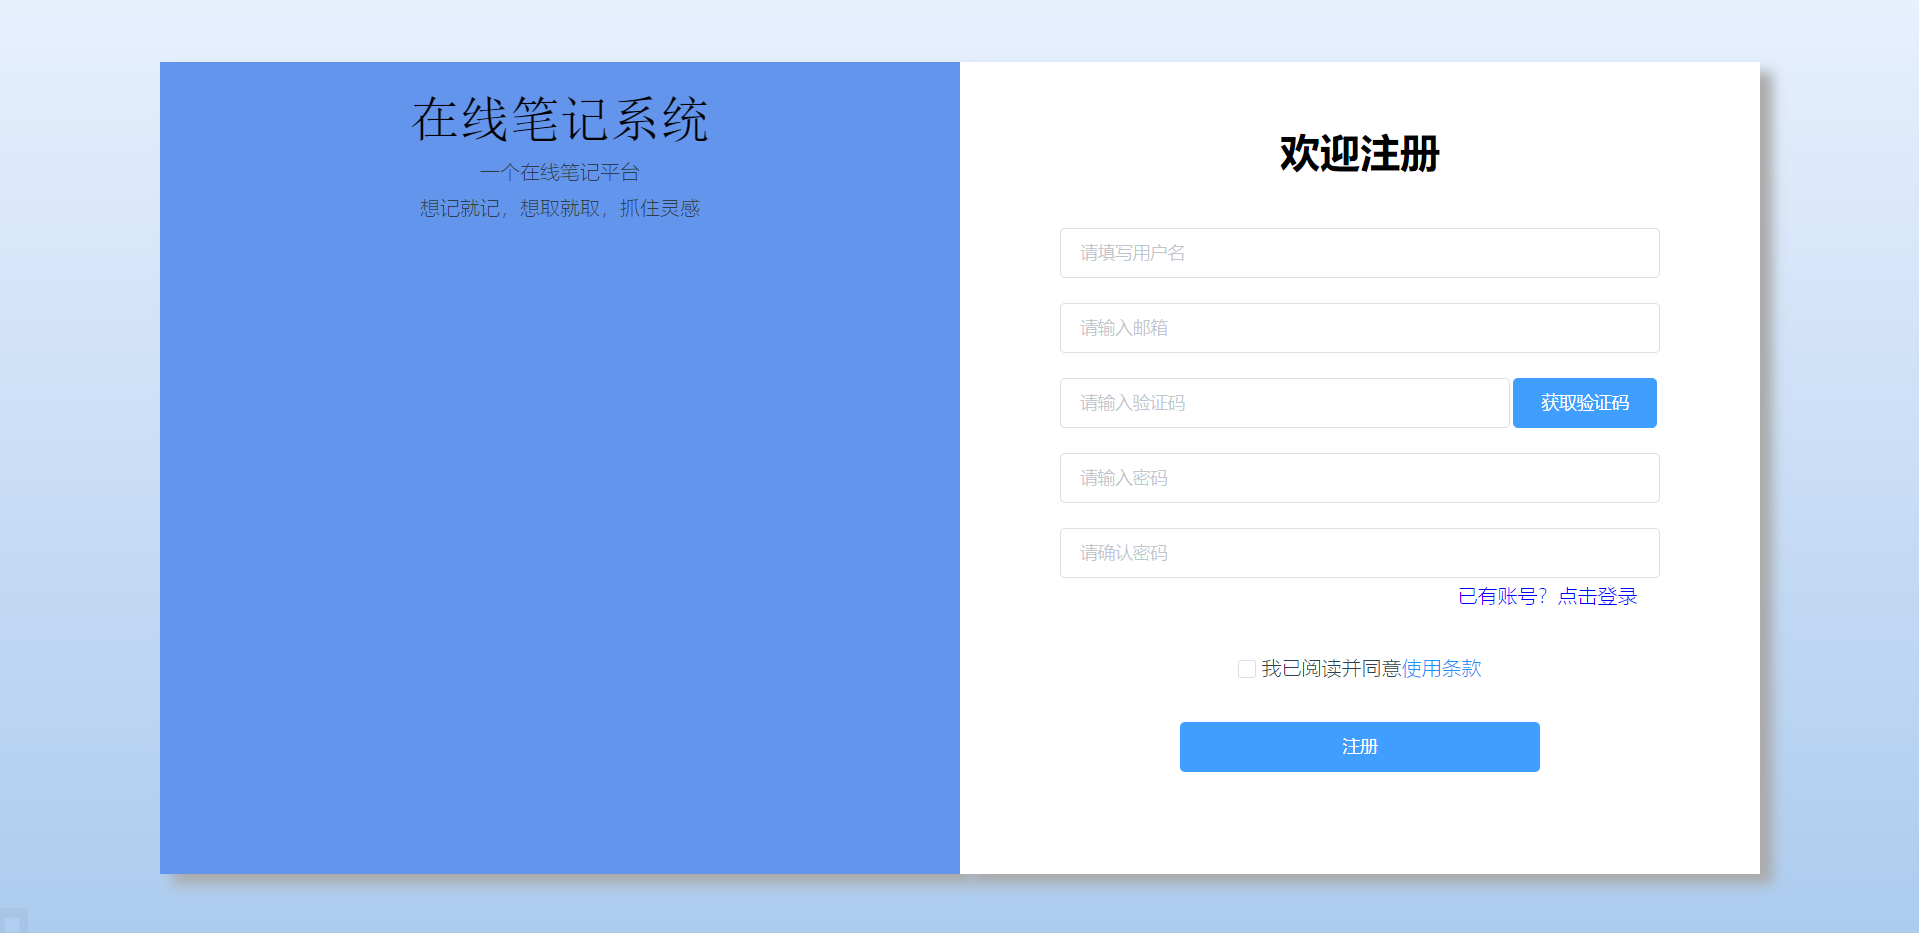 在线笔记系统
一个在线笔记平台
想记就记，想取就取，抓住灵感
欢迎注册
请填写用户名
请输入邮箱
请输入验证码
获取验证码
请输入密码
请确认密码
已有账号？点击登录
我已阅读并同意使用条款
注册